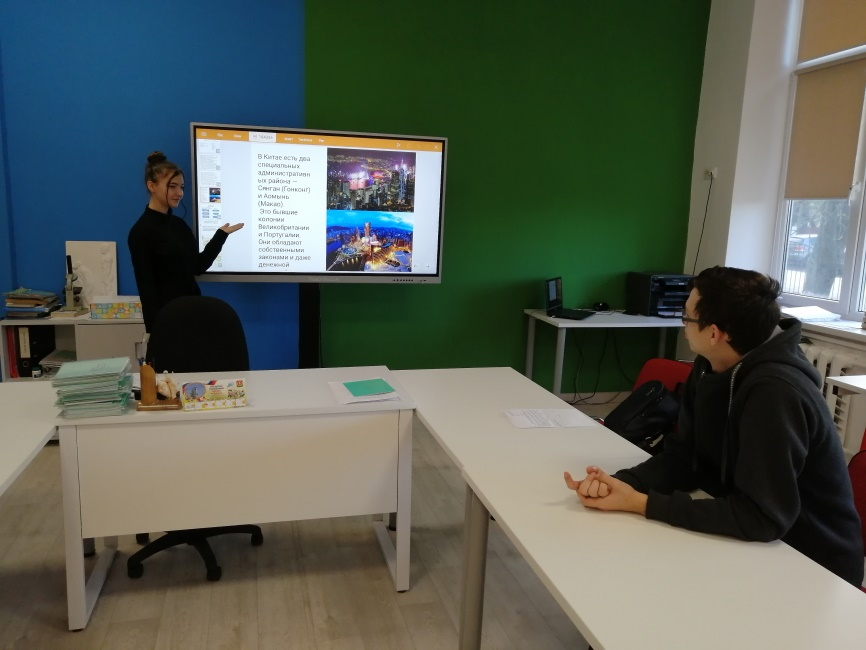 В Китае есть два
специальных
административн
ых района —
Сянган (Гонконг)
и Аомынь
(Макао).
Это бывшие
колонии
Великобритании
и Португалии.
Они обладают
собственными
законами и даже
денежной